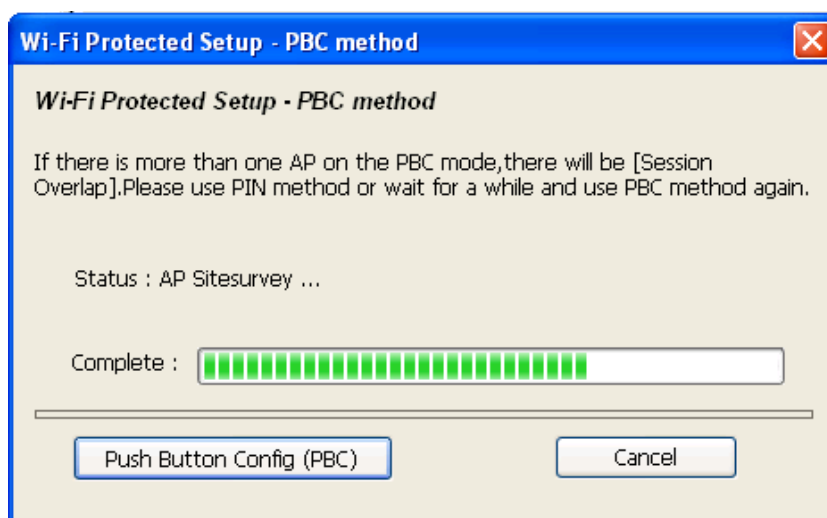 Wi-Fi Protected Setup - PBC method
Wi-Fi Protected Setup - PBC method
If there is more than one AP on the PBC mode,there will be [Session
Overlap].Please use PIN method or wait for a while and use PBC method again.
Status : AP Sitesurvey ...
Complete :
Push Button Config (PBC)
Cancel